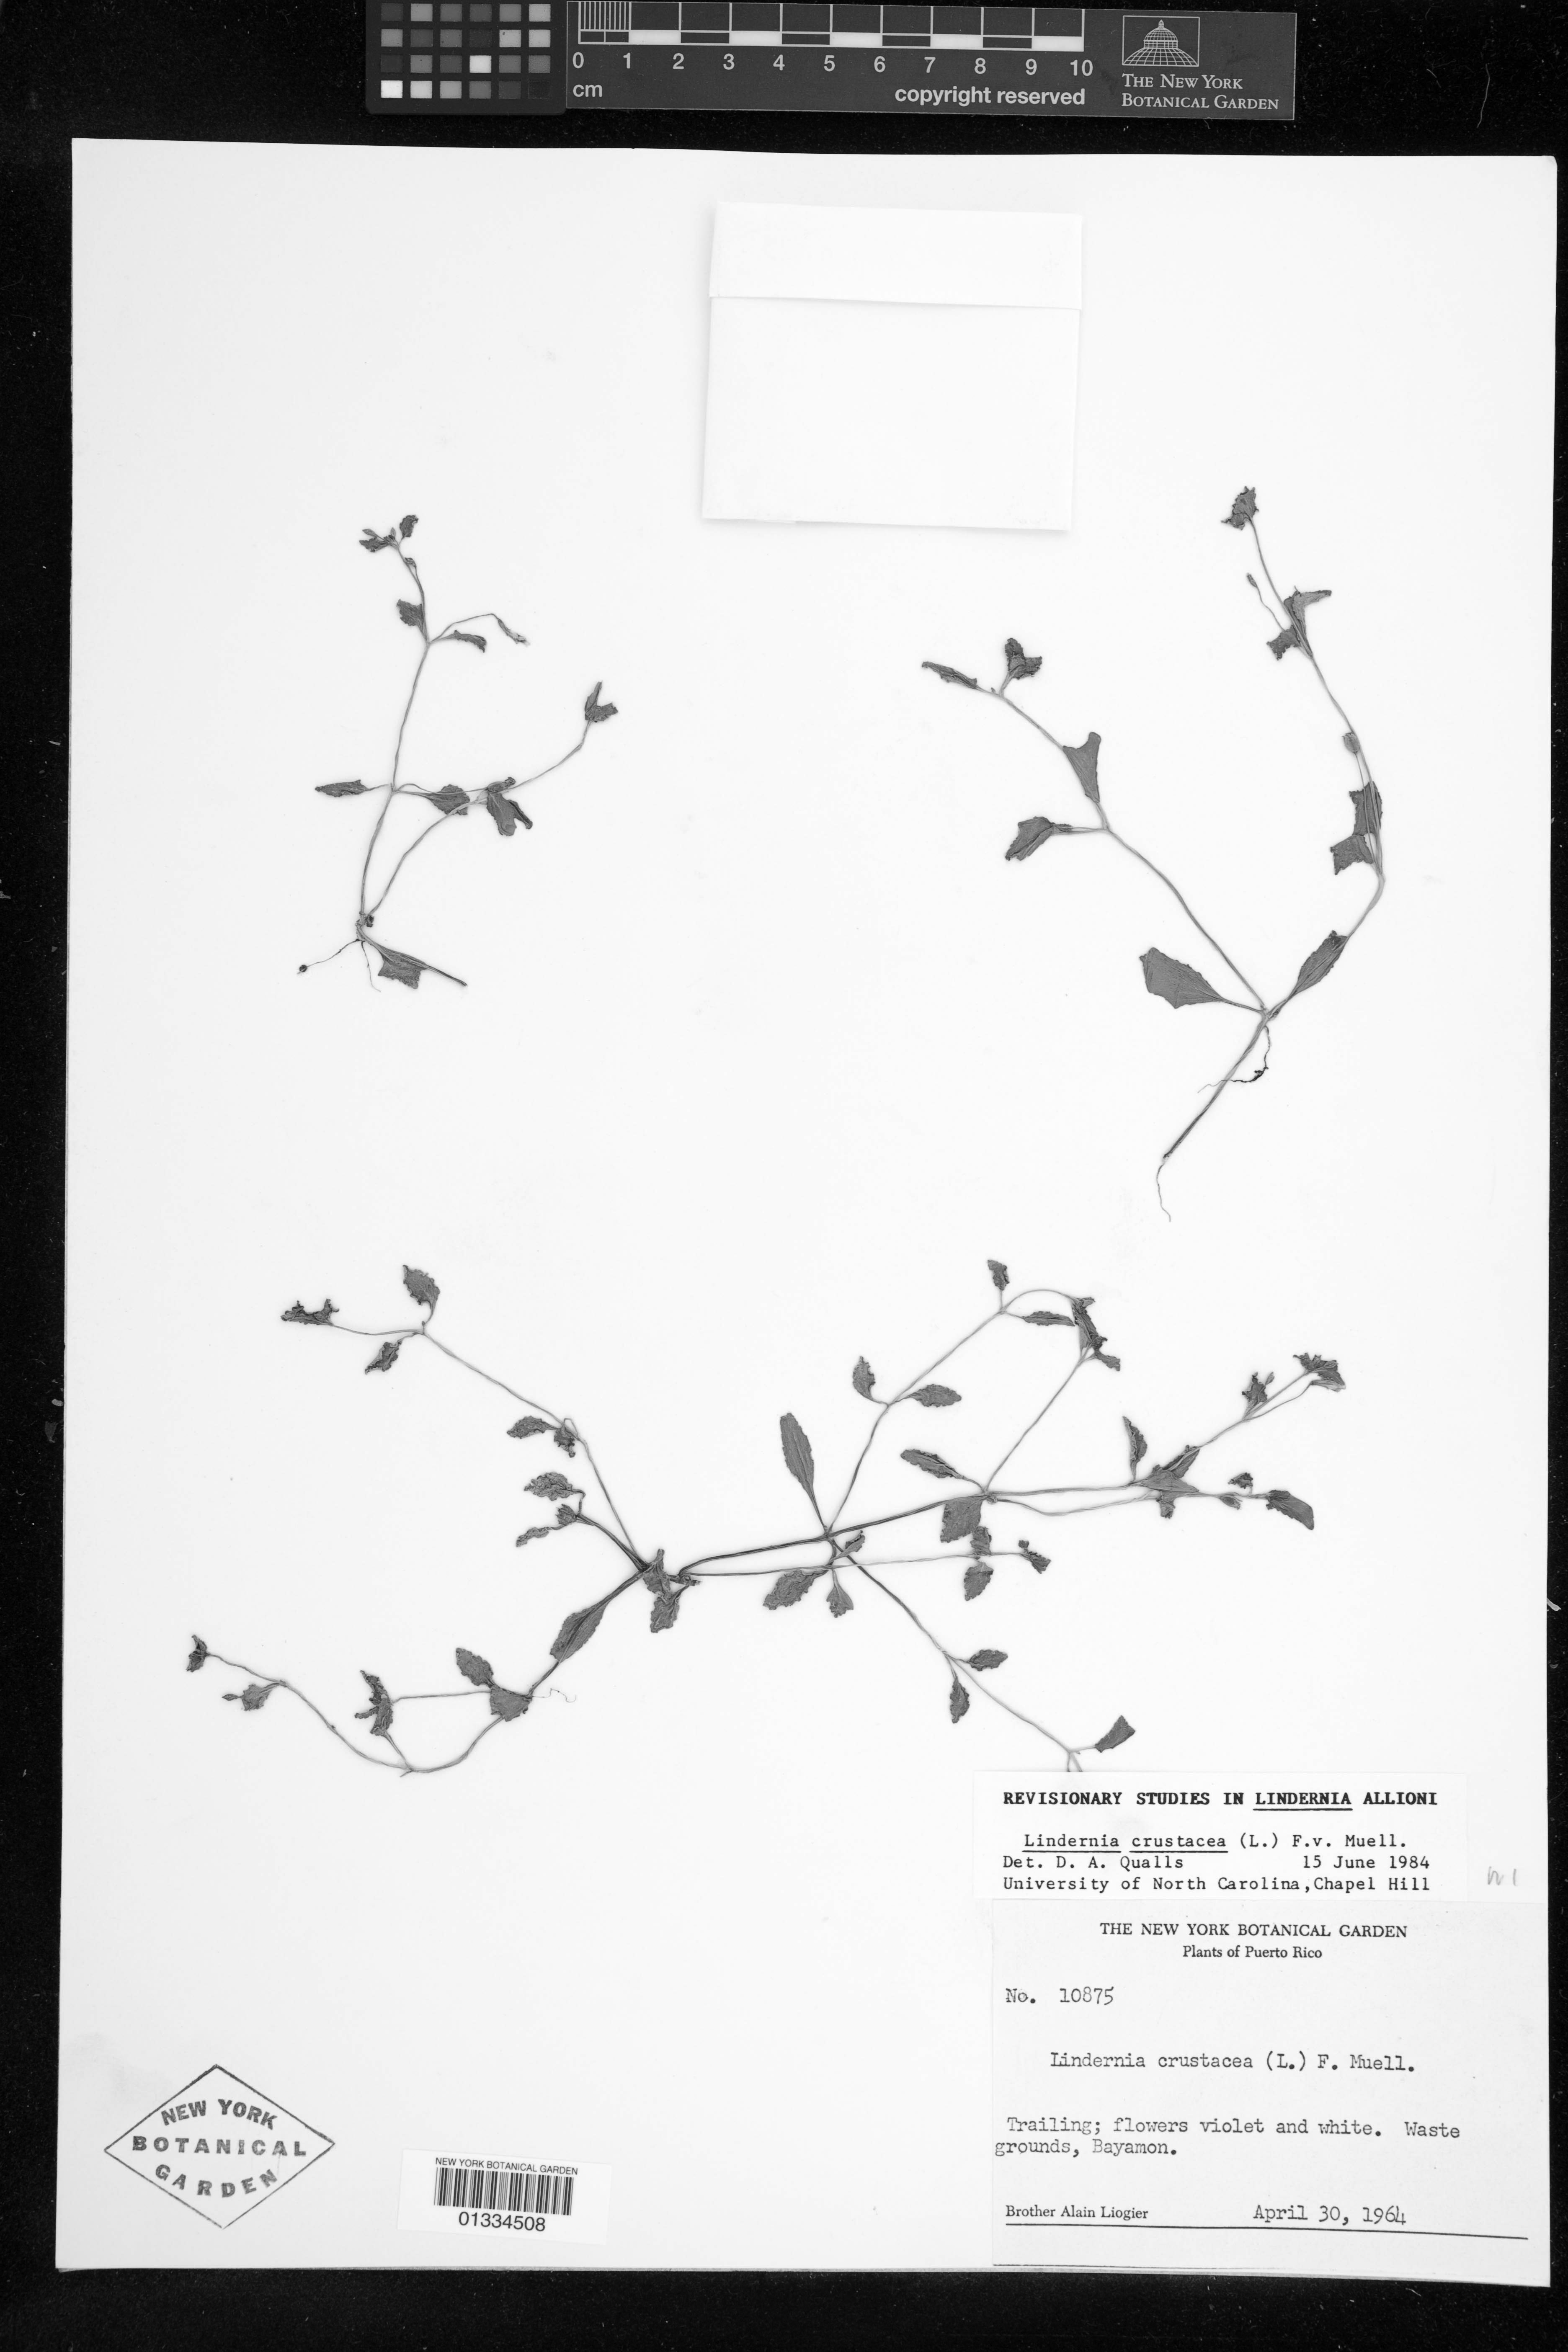 0 1 2 3 4 5 6 7 8 9 10
cm
copyright reserved
THE NEW YORK
BOTANICAL GARDEN
REVISIONARY STUDIES IN LINDERNIA ALLIONI
Lindernia crustacea (L.) F.v. Muell.
Det. D. A. Qualls 15 June 1984
University of North Carolina,Chapel Hill
THE NEW YORK BOTANICAL GARDEN
Plants of Puerto Rico
No. 10875
Lindernia crustacea (L.) F. Muell.
Trailing; flowers violet and white. Waste
grounds, Bayamon.
Brother Alain Liogier April 30, 1964
NEW YORK
BOTANICAL
GARDEN
NEW YORK BOTANICAL GARDEN
01334508